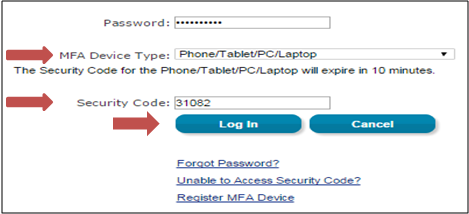 Password: ••••••••••
MFA Device Type: Phone/Tablet/PC/Laptop
The Security Code for the Phone/Tablet/PC/Laptop will expire in 10 minutes.
Security Code: 31082
Log In Cancel
Forgot Password?
Unable to Access Security Code?
Register MFA Device